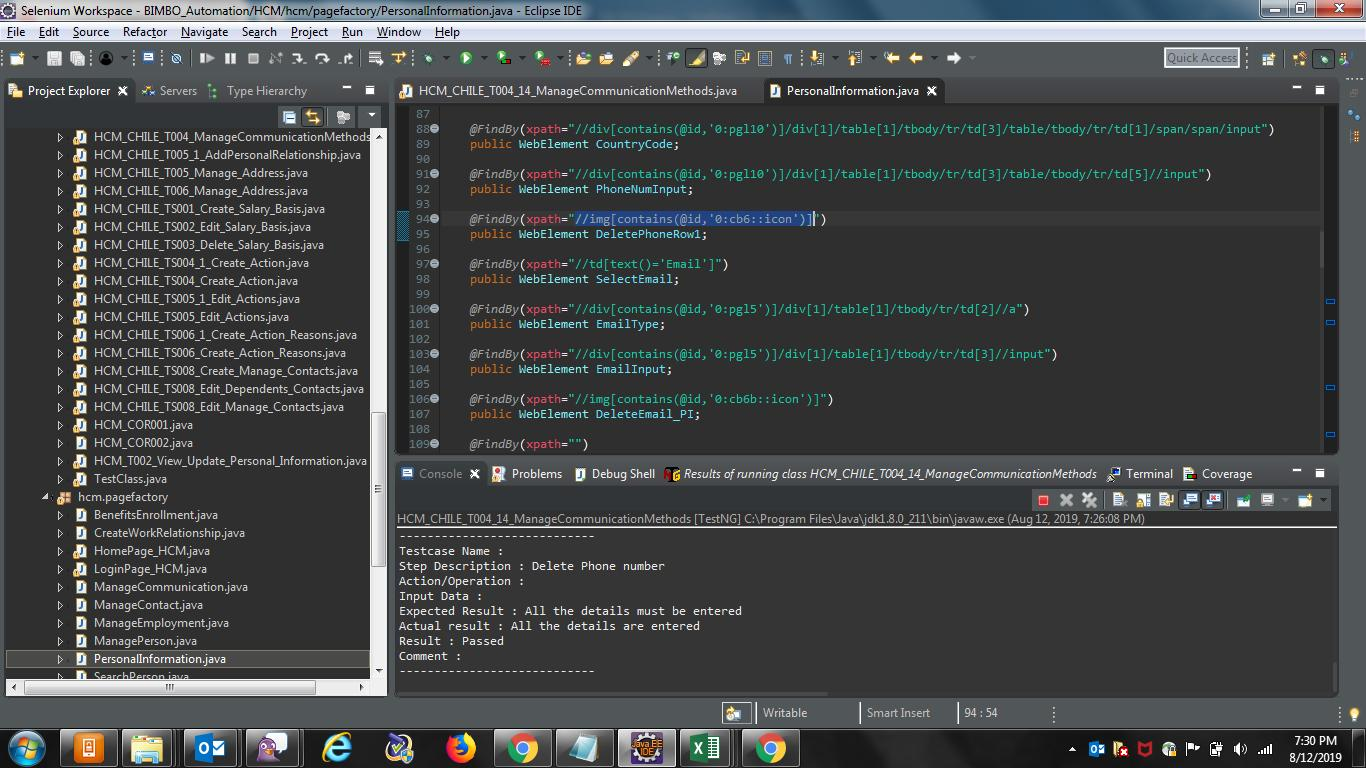 Selenium Workspace - BIMBO_Automation/HCM/hcm/pagefactory/PersonalInformation.java - Eclipse IDE
File Edit Source Refactor Navigate Search Project Run Window Help
Quick Access
Project Explorer Servers Type Hierarchy
HCM_CHILE_T004_ManageCommunicationMethods
HCM_CHILE_T005_1_AddPersonalRelationship.java
HCM_CHILE_T005_Manage_Address.java
HCM_CHILE_T006_Manage_Address.java
HCM_CHILE_TS001_Create_Salary_Basis.java
HCM_CHILE_TS002_Edit_Salary_Basis.java
HCM_CHILE_TS003_Delete_Salary_Basis.java
HCM_CHILE_TS004_1_Create_Action.java
HCM_CHILE_TS004_Create_Action.java
HCM_CHILE_TS005_1_Edit_Actions.java
HCM_CHILE_TS005_Edit_Actions.java
HCM_CHILE_TS006_1_Create_Action_Reasons.java
HCM_CHILE_TS006_Create_Action_Reasons.java
HCM_CHILE_TS008_Create_Manage_Contacts.java
HCM_CHILE_TS008_Edit_Dependents_Contacts.java
HCM_CHILE_TS008_Edit_Manage_Contacts.java
HCM_COR001.java
HCM_COR002.java
HCM_T002_View_Update_Personal_Information.java
TestClass.java
hcm.pagefactory
BenefitsEnrollment.java
CreateWorkRelationship.java
HomePage_HCM.java
LoginPage_HCM.java
ManageCommunication.java
ManageContact.java
ManageEmployment.java
ManagePerson.java
PersonalInformation.java
SearchPerson.java
HCM_CHILE_T004_14_ManageCommunicationMethods.java PersonalInformation.java
87
88 @FindBy(xpath="//div[contains(@id,'0:pgl10')]/div[1]/table[1]/tbody/tr/td[3]/table/tbody/tr/td[1]/span/span/input")
89 public WebElement CountryCode;
90
91 @FindBy(xpath="//div[contains(@id,'0:pgl10')]/div[1]/table[1]/tbody/tr/td[3]/table/tbody/tr/td[5]//input")
92 public WebElement PhoneNumInput;
93
94 @FindBy(xpath="//img[contains(@id,'0:cb6::icon')]")
95 public WebElement DeletePhoneRow1;
96
97 @FindBy(xpath="//td[text()='Email']")
98 public WebElement SelectEmail;
99
100 @FindBy(xpath="//div[contains(@id,'0:pgl5')]/div[1]/table[1]/tbody/tr/td[2]//a")
101 public WebElement EmailType;
102
103 @FindBy(xpath="//div[contains(@id,'0:pgl5')]/div[1]/table[1]/tbody/tr/td[3]//input")
104 public WebElement EmailInput;
105
106 @FindBy(xpath="//img[contains(@id,'0:cb6b::icon')]")
107 public WebElement DeleteEmail_PI;
108
109 @FindBy(xpath="")
Console Problems Debug Shell Results of running class HCM_CHILE_T004_14_ManageCommunicationMethods Terminal Coverage
HCM_CHILE_T004_14_ManageCommunicationMethods [TestNG] C:\Program Files\Java\jdk1.8.0_211\bin\javaw.exe (Aug 12, 2019, 7:26:08 PM)
----------------------------
Testcase Name :
Step Description : Delete Phone number
Action/Operation :
Input Data :
Expected Result : All the details must be entered
Actual result : All the details are entered
Result : Passed
Comment :
----------------------------
Writable Smart Insert 94 : 54
Java EE
IDE
7:30 PM
8/12/2019